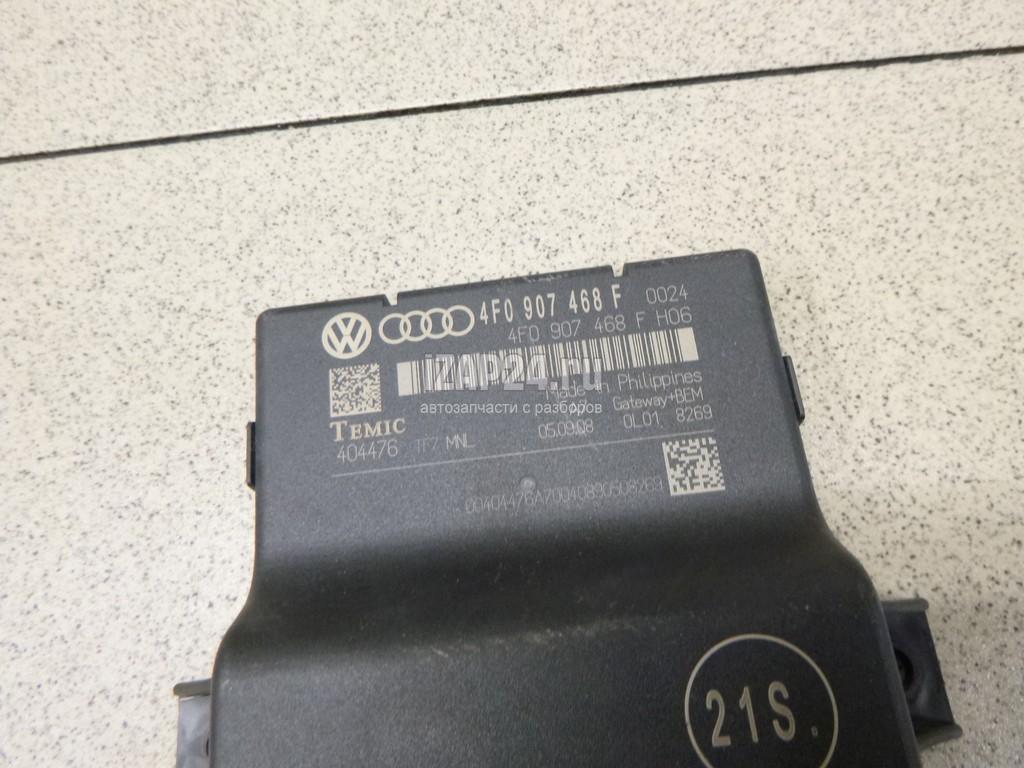 4F0 907 468 F 0024
4F0 907 468 F H06
iZAP24.ru
Made in Philippines
автозапчасти с разборов
Gateway+BEM
TEMIC
05.09.08 0L01 8269
404476 TF7 MNL
21S.